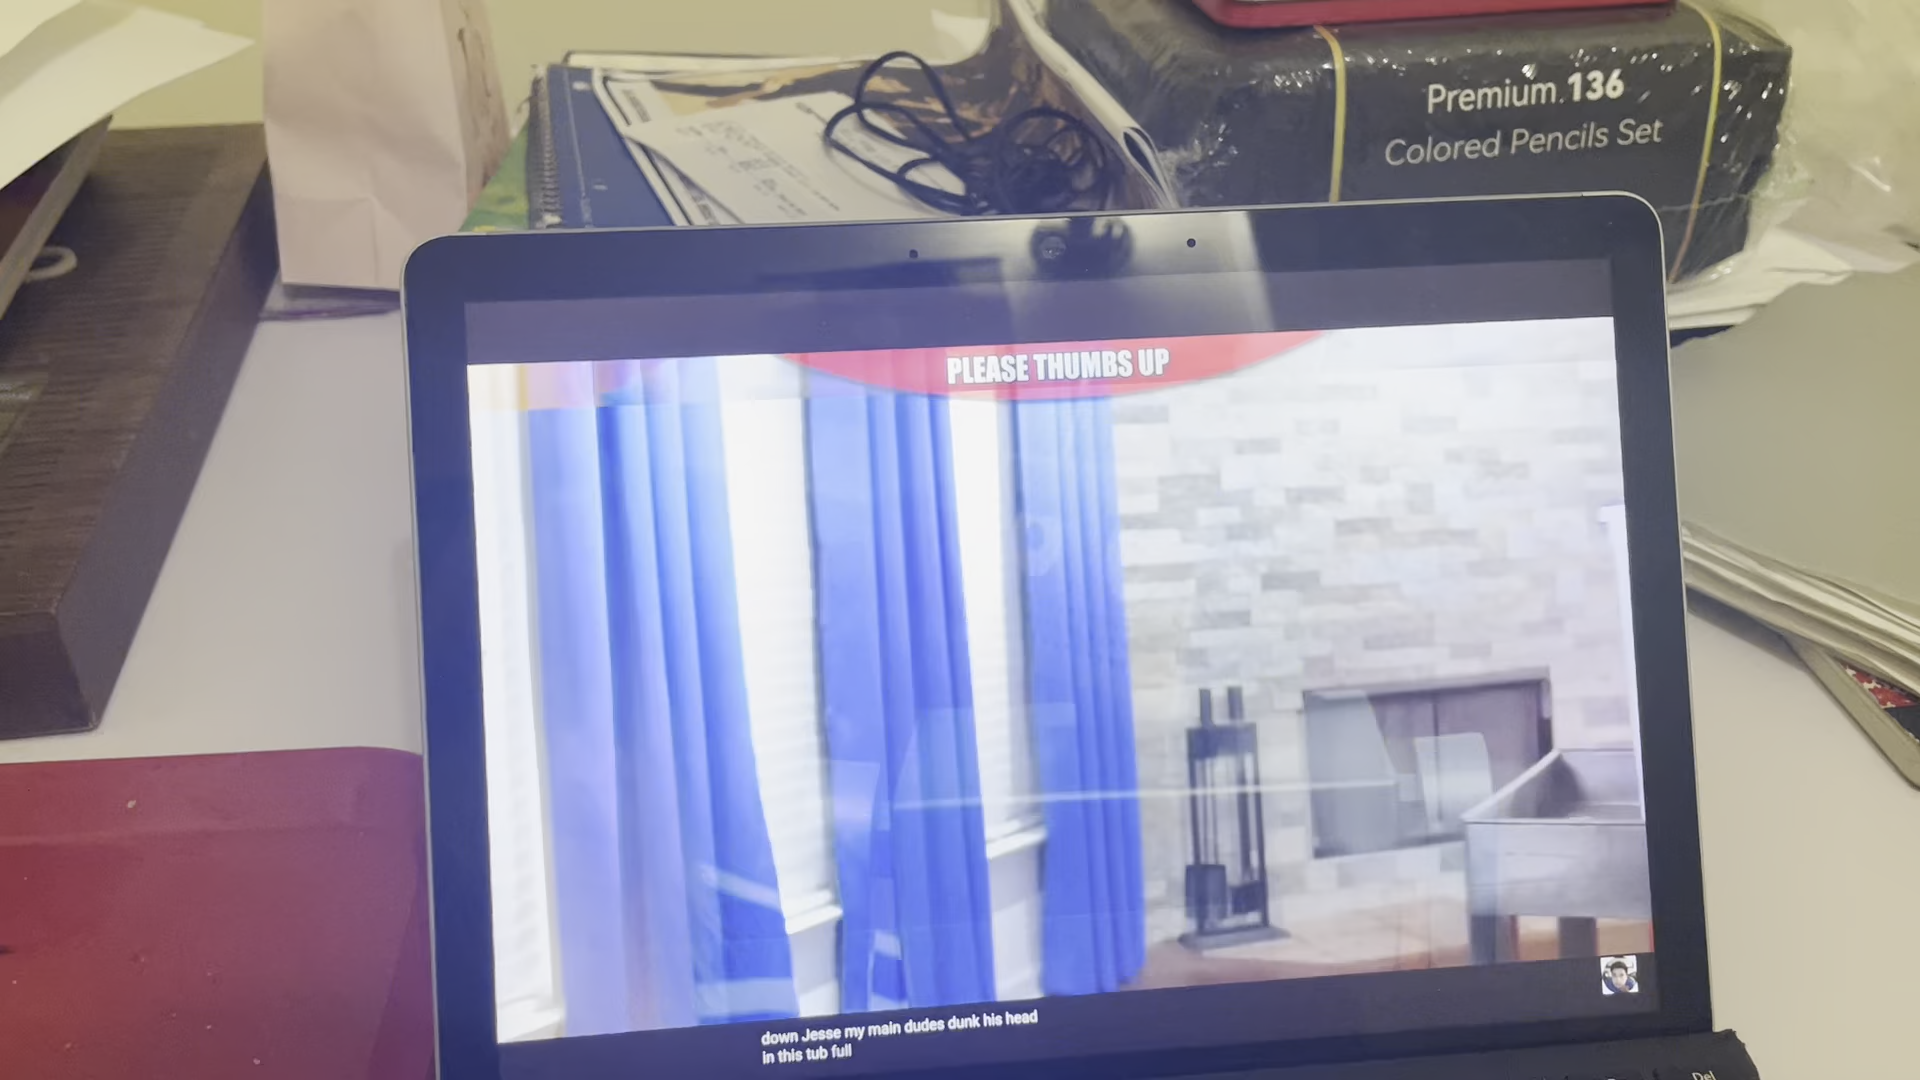 Premium.136
Colored Pencils Set
PLEASE THUMBS UP
down Jesse my main dudes dunk his head
in this tub full
Del